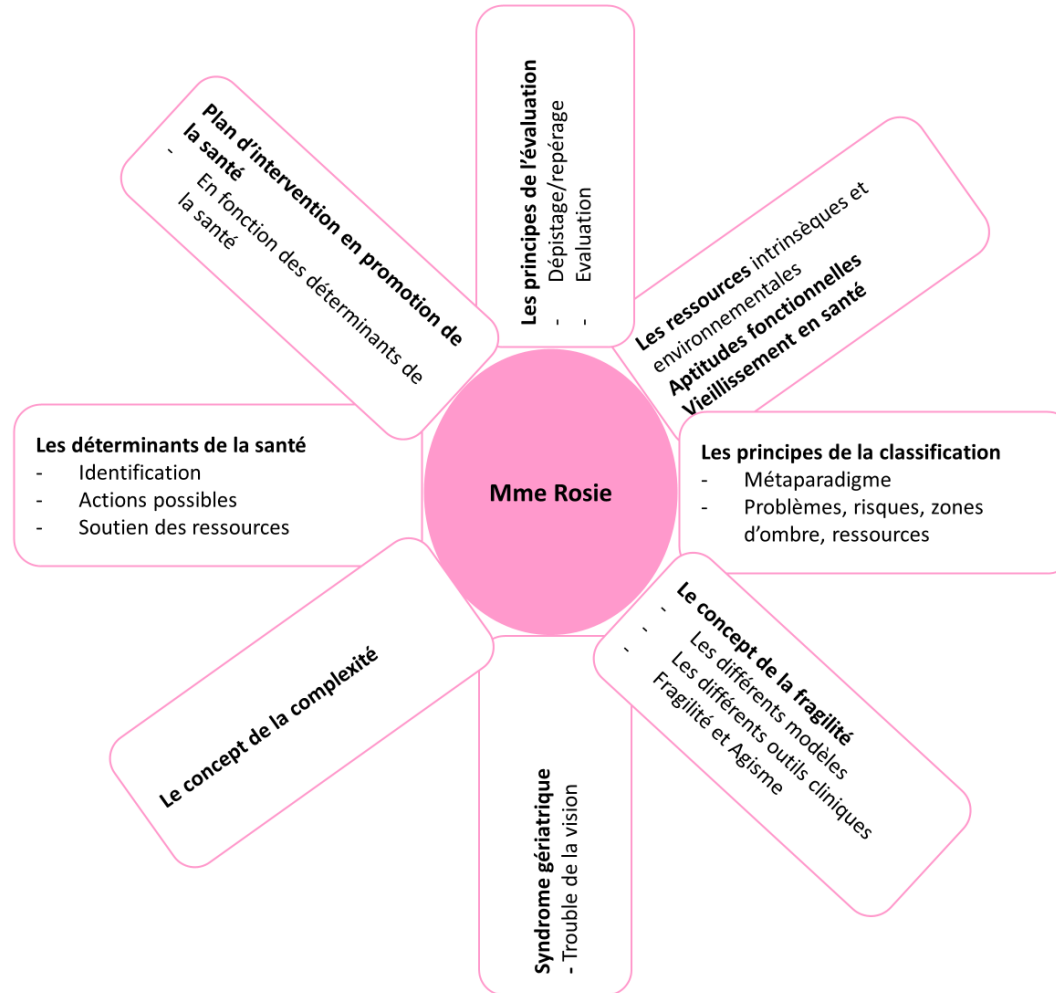 Les principes de l'évaluation
- Dépistage/repérage
- Evaluation
Les ressources intrinsèques et
environnementales
Aptitudes fonctionnelles
Vieillissement en santé
Les principes de la classification
- Métaparadigme
- Problèmes, risques, zones
d'ombre, ressources
Le concept de la fragilité
- Les différents modèles
- Les différents outils cliniques
- Fragilité et Agisme
Syndrome gériatrique
- Trouble de la vision
Le concept de la complexité
Les déterminants de la santé
- Identification
- Actions possibles
- Soutien des ressources
Plan d'intervention en promotion de
la santé
- En fonction des déterminants de
la santé
Mme Rosie